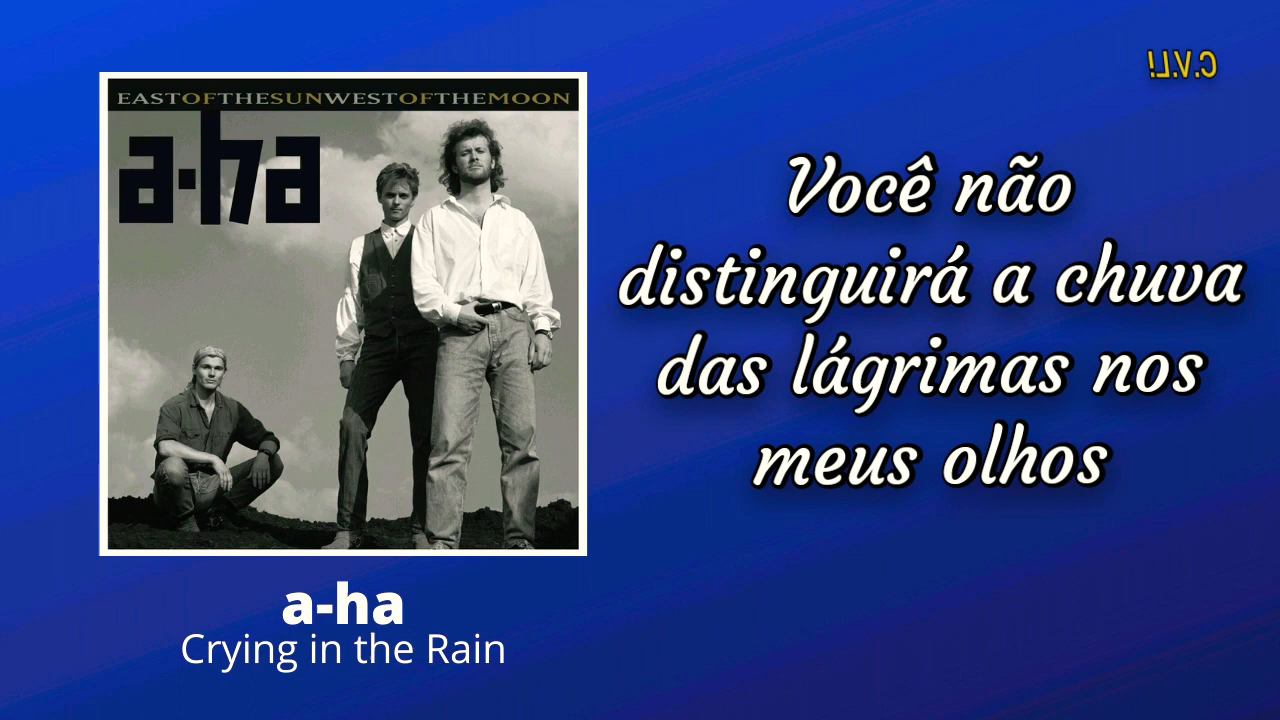 EASTOFTHESUNWESTOFTHEMOON
a-ha
a-ha
Crying in the Rain
C.V.L!
Você não
distinguirá a chuva
das lágrimas nos
meus olhos